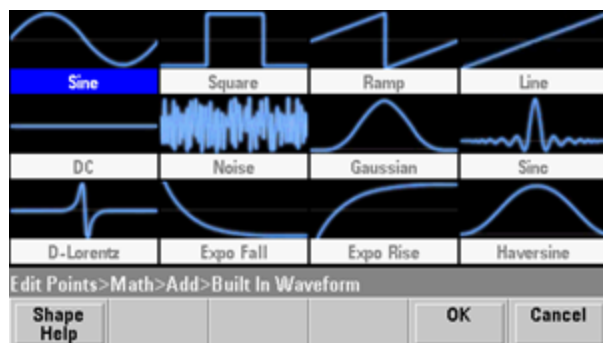 Sine Square Ramp Line
DC Noise Gaussian Sinc
D-Lorentz Expo Fall Expo Rise Haversine
Edit Points>Math>Add>Built In Waveform
Shape Help OK Cancel